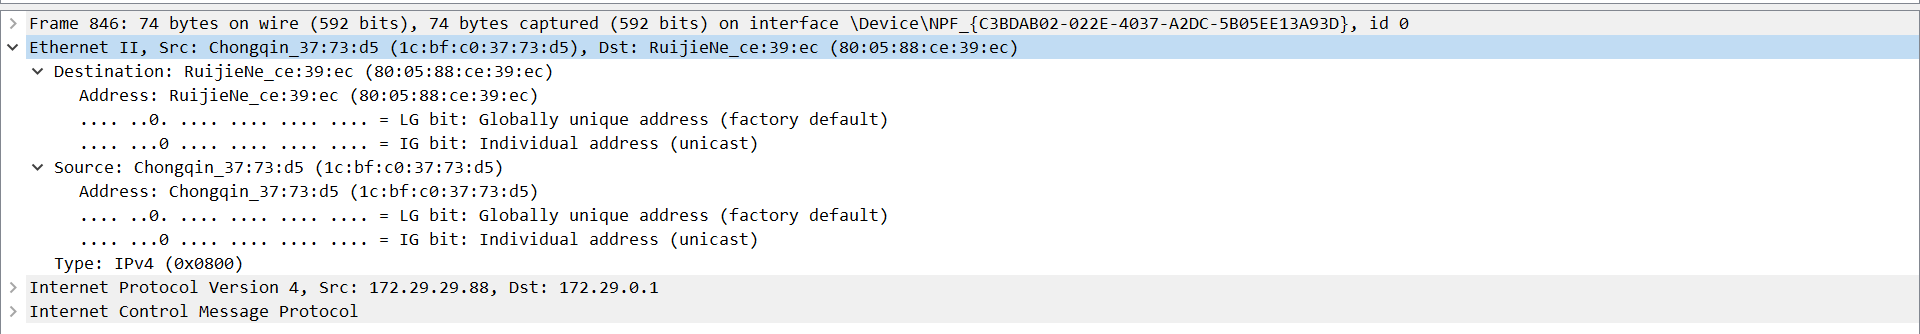 Frame 846: 74 bytes on wire (592 bits), 74 bytes captured (592 bits) on interface \Device\NPF_{C3BDAB02-022E-4037-A2DC-5B05EE13A93D}, id 0
Ethernet II, Src: Chongqin_37:73:d5 (1c:bf:c0:37:73:d5), Dst: RuijieNe_ce:39:ec (80:05:88:ce:39:ec)
Destination: RuijieNe_ce:39:ec (80:05:88:ce:39:ec)
Address: RuijieNe_ce:39:ec (80:05:88:ce:39:ec)
.... ..0. .... .... .... .... = LG bit: Globally unique address (factory default)
.... ...0 .... .... .... .... = IG bit: Individual address (unicast)
Source: Chongqin_37:73:d5 (1c:bf:c0:37:73:d5)
Address: Chongqin_37:73:d5 (1c:bf:c0:37:73:d5)
.... ..0. .... .... .... .... = LG bit: Globally unique address (factory default)
.... ...0 .... .... .... .... = IG bit: Individual address (unicast)
Type: IPv4 (0x0800)
Internet Protocol Version 4, Src: 172.29.29.88, Dst: 172.29.0.1
Internet Control Message Protocol